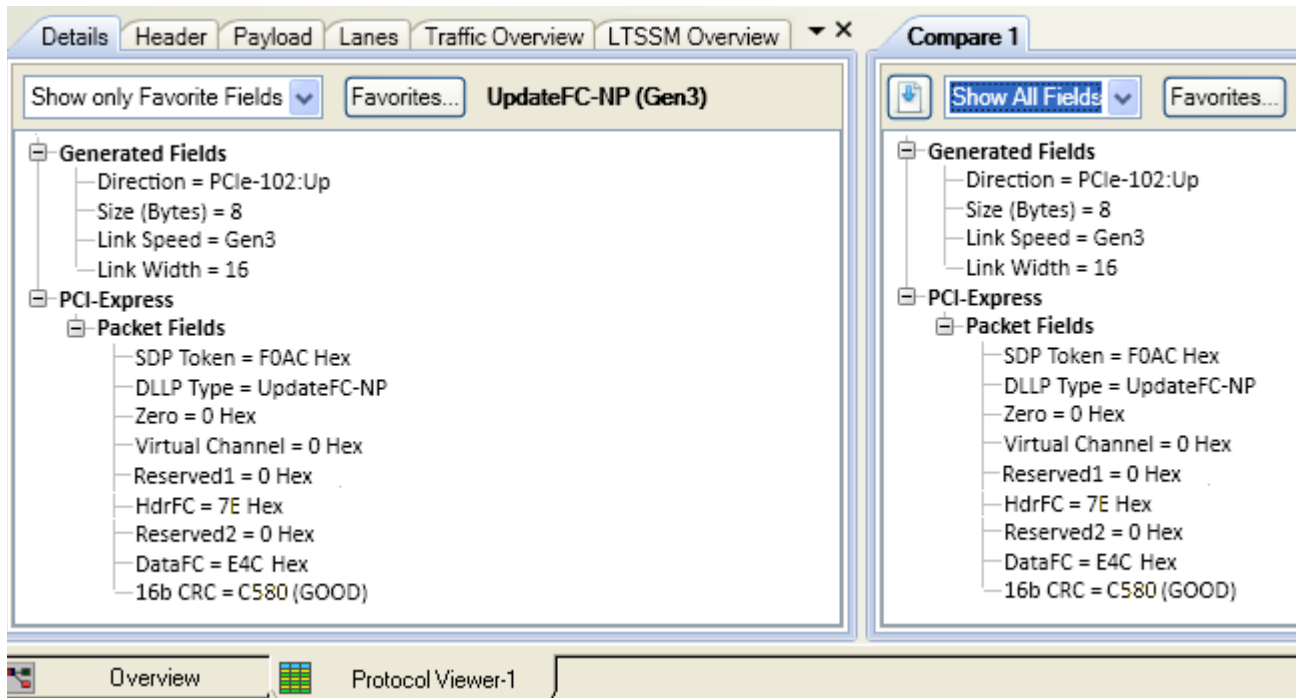 Details Header Payload Lanes Traffic Overview LTSSM Overview
Show only Favorite Fields Favorites... UpdateFC-NP (Gen3)
Generated Fields
Direction = PCIe-102:Up
Size (Bytes) = 8
Link Speed = Gen3
Link Width = 16
PCI-Express
Packet Fields
SDP Token = F0AC Hex
DLLP Type = UpdateFC-NP
Zero = 0 Hex
Virtual Channel = 0 Hex
Reserved1 = 0 Hex
HdrFC = 7E Hex
Reserved2 = 0 Hex
DataFC = E4C Hex
16b CRC = C580 (GOOD)
Compare 1
Show All Fields Favorites...
Generated Fields
Direction = PCIe-102:Up
Size (Bytes) = 8
Link Speed = Gen3
Link Width = 16
PCI-Express
Packet Fields
SDP Token = F0AC Hex
DLLP Type = UpdateFC-NP
Zero = 0 Hex
Virtual Channel = 0 Hex
Reserved1 = 0 Hex
HdrFC = 7E Hex
Reserved2 = 0 Hex
DataFC = E4C Hex
16b CRC = C580 (GOOD)
Overview Protocol Viewer-1